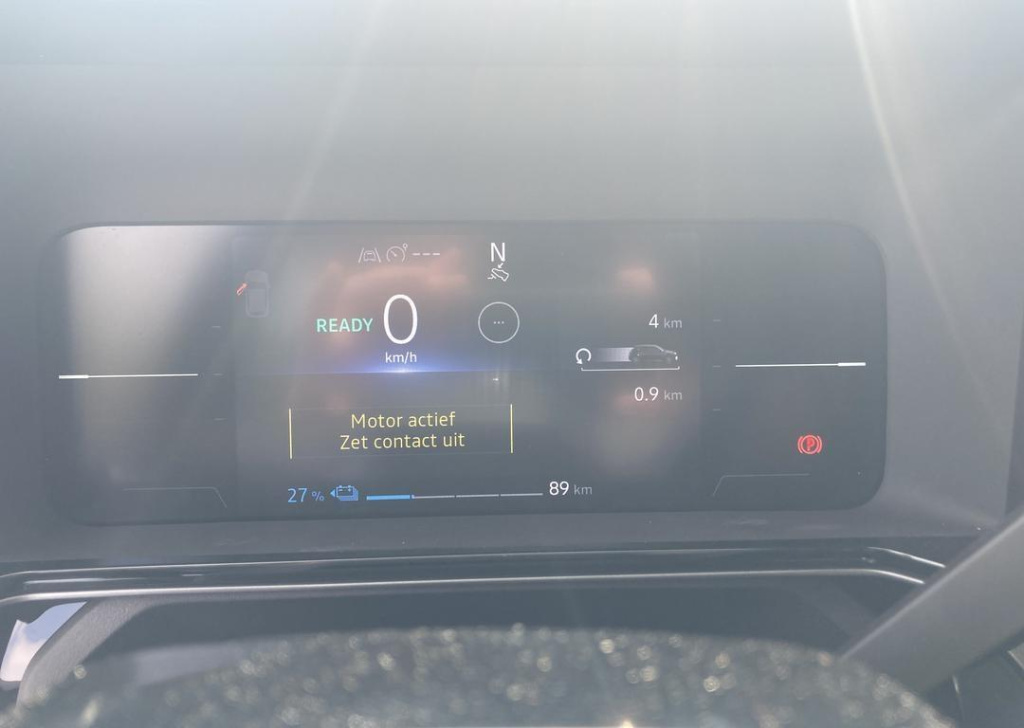 --- N
READY 0
km/h
4 km
0.9 km
Motor actief
Zet contact uit
27 % 89 km
P